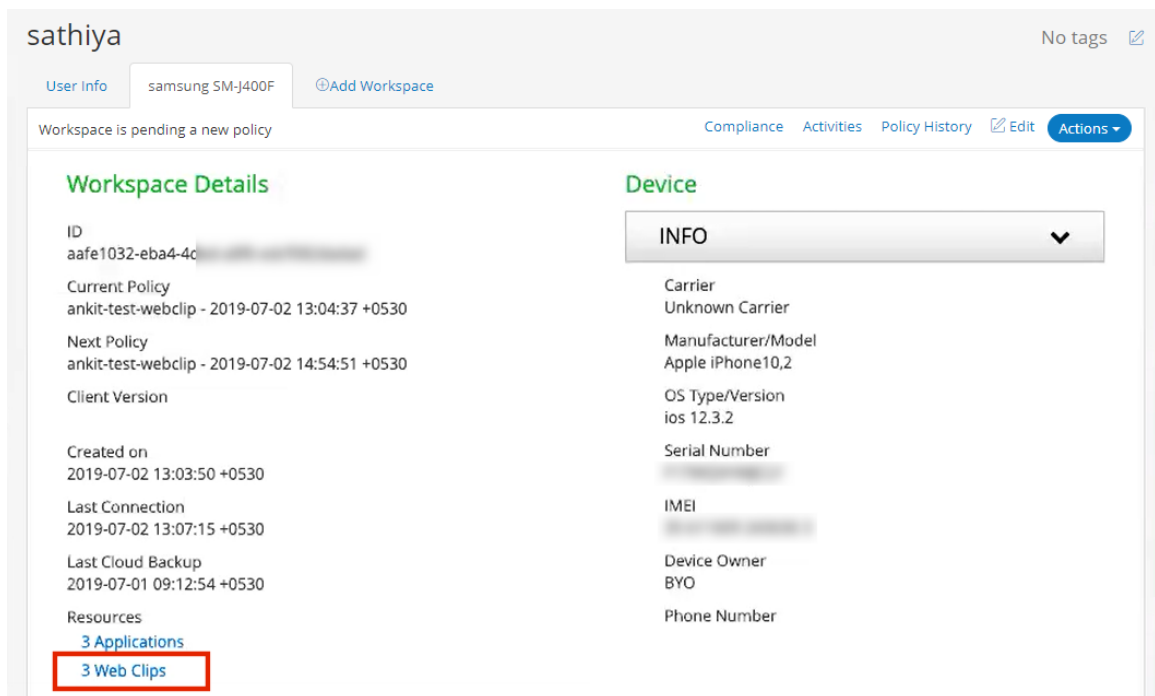 sathiya
No tags
User Info
samsung SM-J400F
Add Workspace
Workspace is pending a new policy
Compliance
Activities
Policy History
Edit
Actions
Workspace Details
ID
aafe1032-eba4-4c
Current Policy
ankit-test-webclip - 2019-07-02 13:04:37 +0530
Next Policy
ankit-test-webclip - 2019-07-02 14:54:51 +0530
Client Version
Created on
2019-07-02 13:03:50 +0530
Last Connection
2019-07-02 13:07:15 +0530
Last Cloud Backup
2019-07-01 09:12:54 +0530
Resources
3 Applications
3 Web Clips
Device
INFO
Carrier
Unknown Carrier
Manufacturer/Model
Apple iPhone10,2
OS Type/Version
ios 12.3.2
Serial Number
IMEI
Device Owner
BYO
Phone Number